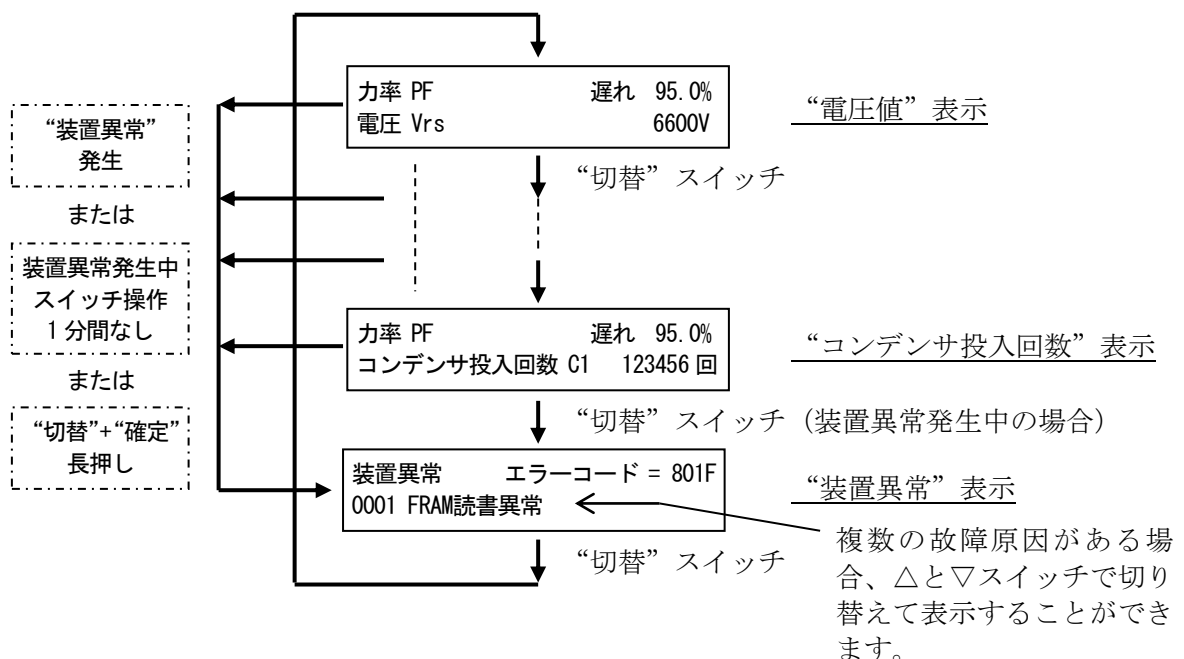 力率 PF 遅れ 95.0%
電圧 Vrs 6600V
“電圧値”表示
“切替”スイッチ
“装置異常”
発生
または
装置異常発生中
スイッチ操作
1分間なし
または
“切替”+“確定”
長押し
力率 PF 遅れ 95.0%
コンデンサ投入回数 C1 123456 回
“コンデンサ投入回数”表示
“切替”スイッチ（装置異常発生中の場合）
装置異常 エラーコード = 801F
0001 FRAM読書異常
“装置異常”表示
“切替”スイッチ
複数の故障原因がある場
合、△と▽スイッチで切り
替えて表示することができ
ます。